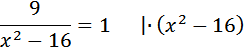 9/(x² − 16) = 1 |· (x² − 16)